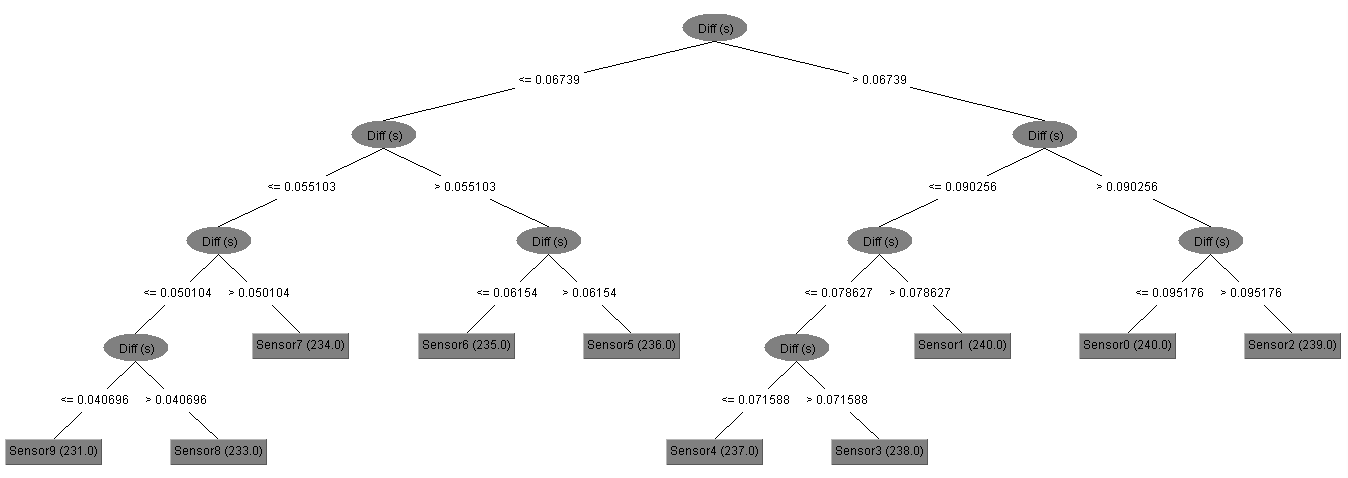 Diff (s)
<= 0.06739
> 0.06739
Diff (s)
Diff (s)
<= 0.055103
> 0.055103
<= 0.090256
> 0.090256
Diff (s)
Diff (s)
Diff (s)
Diff (s)
<= 0.050104
> 0.050104
<= 0.06154
> 0.06154
<= 0.078627
> 0.078627
<= 0.095176
> 0.095176
Diff (s)
Sensor7 (234.0)
Sensor6 (235.0)
Sensor5 (236.0)
Diff (s)
Sensor1 (240.0)
Sensor0 (240.0)
Sensor2 (239.0)
<= 0.040696
> 0.040696
<= 0.071588
> 0.071588
Sensor9 (231.0)
Sensor8 (233.0)
Sensor4 (237.0)
Sensor3 (238.0)